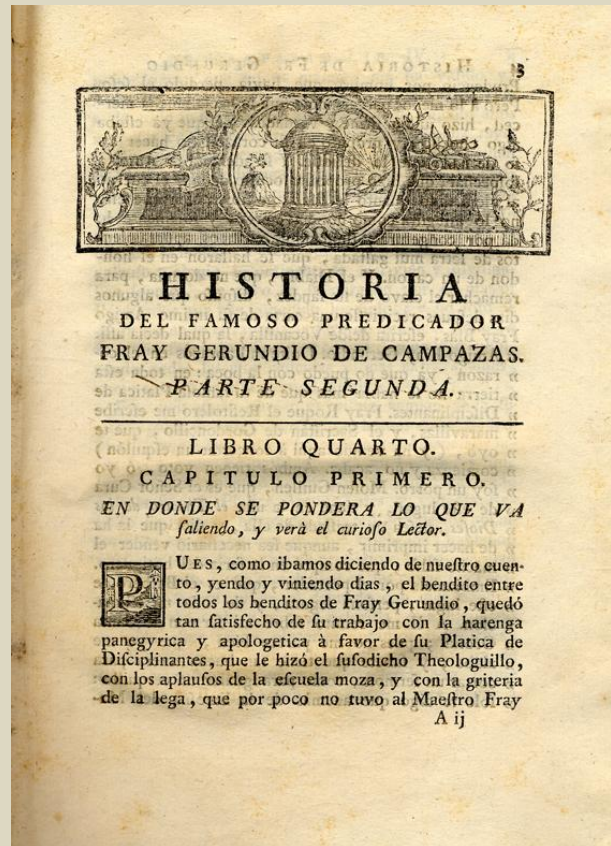 3
HISTORIA
DEL FAMOSO PREDICADOR
FRAY GERUNDIO DE CAMPAZAS.
PARTE SEGUNDA.
LIBRO QUARTO.
CAPITULO PRIMERO.
EN DONDE SE PONDERA LO QUE VA
ſaliendo, y verà el curioſo Lector.
PUES, como ibamos diciendo de nueſtro cuen-
to, yendo y viniendo dias, el bendito entre
todos los benditos de Fray Gerundio, quedó
tan ſatisfecho de ſu trabajo con la harenga
panegyrica y apologetica à favor de ſu Platica de
Diſciplinantes, que le hizó el ſuſodicho Theologuillo,
con los aplauſos de la eſcuela moza, y con la griteria
de la lega, que por poco no tuvo al Maeſtro Fray
A ij